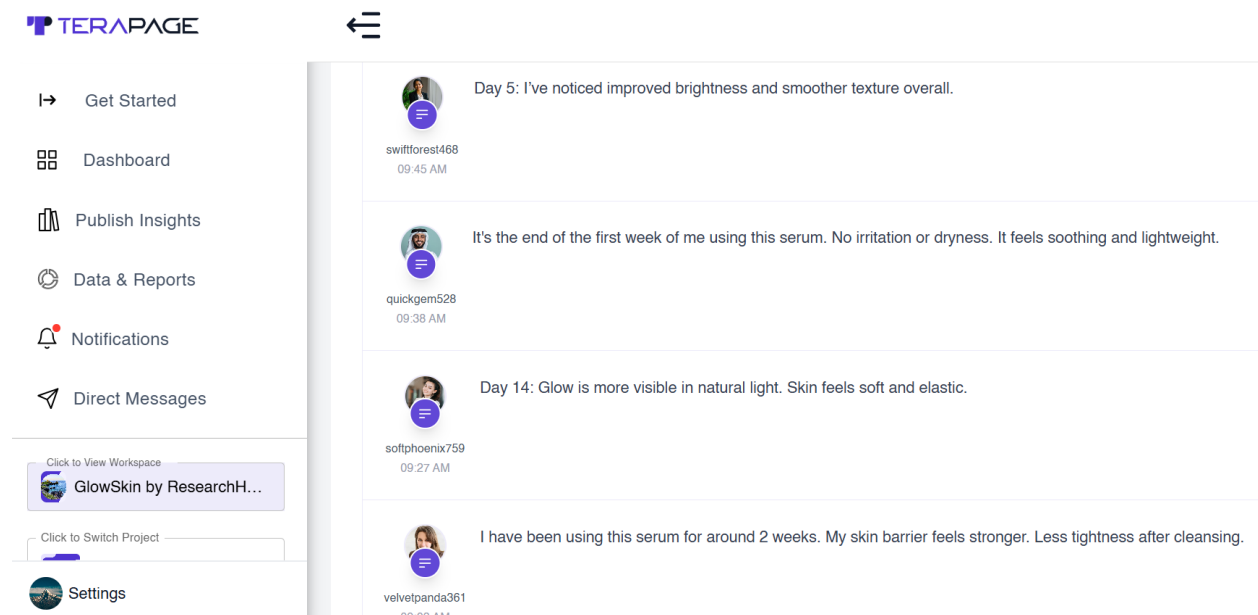 TERAPAGE
Get Started
Dashboard
Publish Insights
Data & Reports
Notifications
Direct Messages
Click to View Workspace
GlowSkin by ResearchH...
Click to Switch Project
Settings
Day 5: I’ve noticed improved brightness and smoother texture overall.
swiftforest468
09:45 AM
It's the end of the first week of me using this serum. No irritation or dryness. It feels soothing and lightweight.
quickgem528
09:38 AM
Day 14: Glow is more visible in natural light. Skin feels soft and elastic.
softphoenix759
09:27 AM
I have been using this serum for around 2 weeks. My skin barrier feels stronger. Less tightness after cleansing.
velvetpanda361